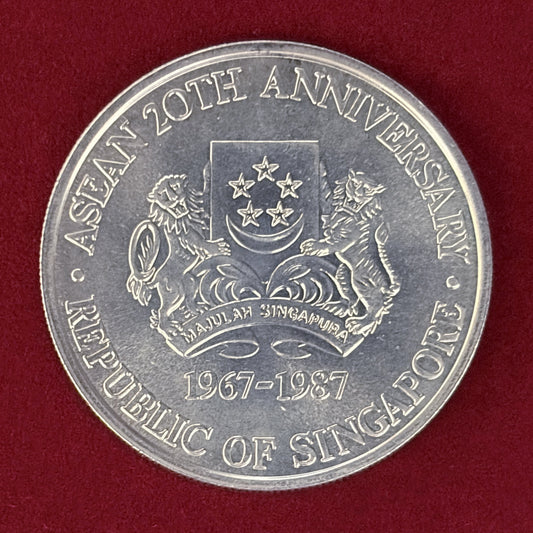 · ASEAN 20TH ANNIVERSARY ·
MAJULAH SINGAPURA
1967-1987
REPUBLIC OF SINGAPORE